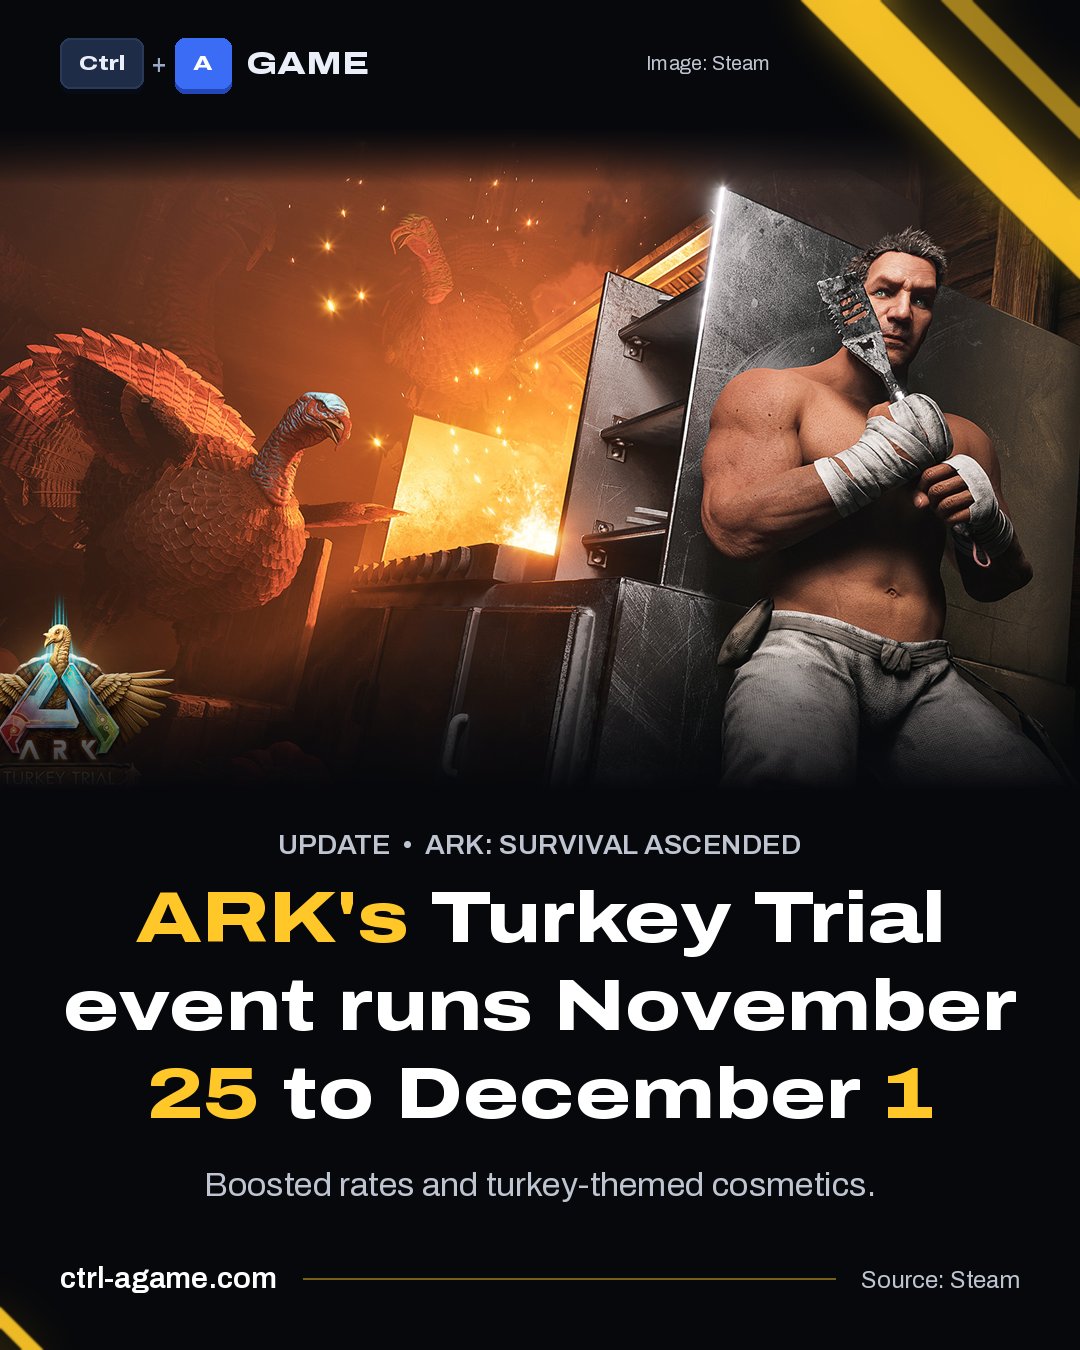 Ctrl + A GAME
Image: Steam
ARK
TURKEY TRIAL
UPDATE • ARK: SURVIVAL ASCENDED
ARK's Turkey Trial
event runs November
25 to December 1
Boosted rates and turkey-themed cosmetics.
ctrl-agame.com
Source: Steam